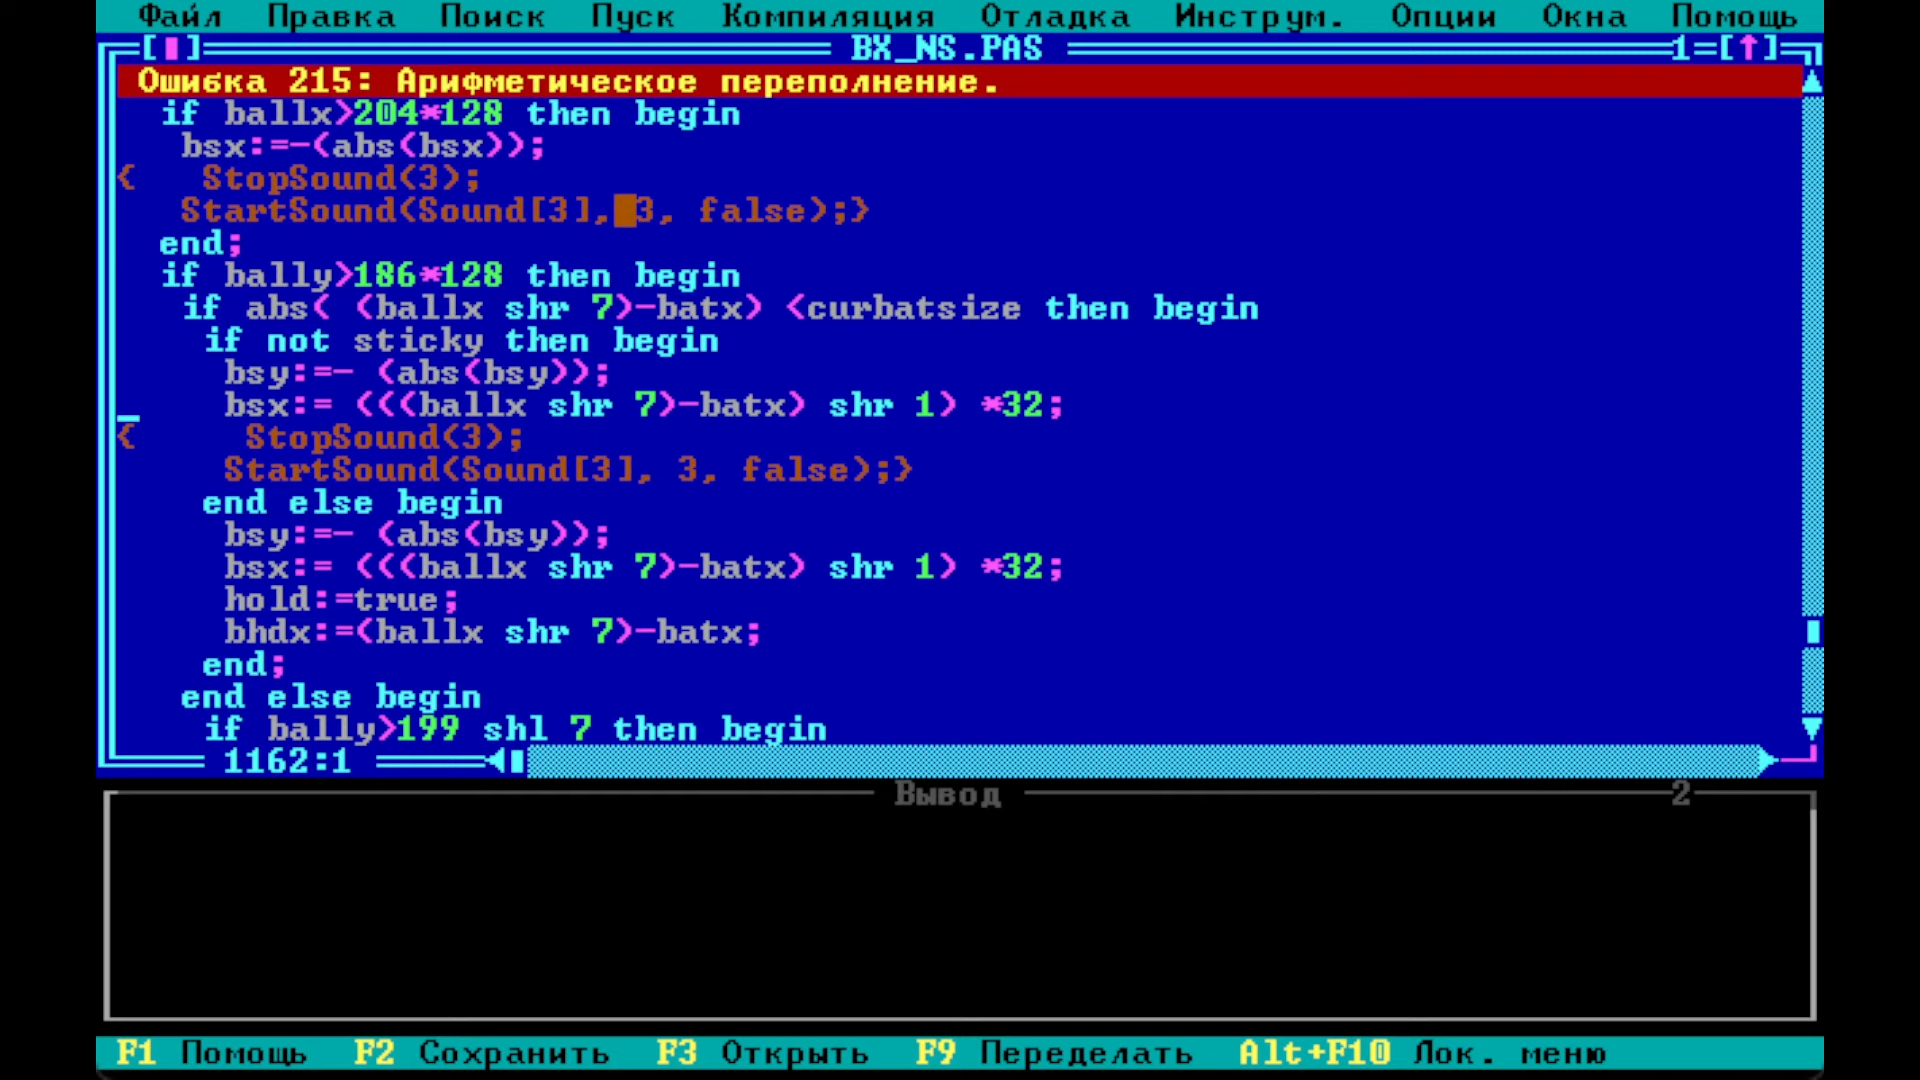 Файл Правка Поиск Пуск Компиляция Отладка Инструм. Опции Окна Помощь
[▮] BX_NS.PAS 1=[↑]
Ошибка 215: Арифметическое переполнение.
if ballx>204*128 then begin
bsx:=-(abs(bsx));
{ StopSound(3);
StartSound(Sound[3], 3, false);}
end;
if bally>186*128 then begin
if abs( (ballx shr 7)-batx) <curbatsize then begin
if not sticky then begin
bsy:=- (abs(bsy));
bsx:= (((ballx shr 7)-batx) shr 1) *32;
{ StopSound(3);
StartSound(Sound[3], 3, false);}
end else begin
bsy:=- (abs(bsy));
bsx:= (((ballx shr 7)-batx) shr 1) *32;
hold:=true;
bhdx:=(ballx shr 7)-batx;
end;
end else begin
if bally>199 shl 7 then begin
1162:1
Вывод 2
F1 Помощь F2 Сохранить F3 Открыть F9 Переделать Alt+F10 Лок. меню